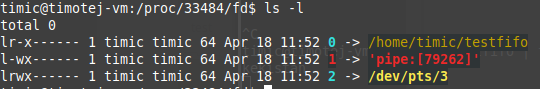 timic@timotej-vm:/proc/33484/fd$ ls -l
total 0
lr-x------ 1 timic timic 64 Apr 18 11:52 0 -> /home/timic/testfifo
l-wx------ 1 timic timic 64 Apr 18 11:52 1 -> 'pipe:[79262]'
lrwx------ 1 timic timic 64 Apr 18 11:52 2 -> /dev/pts/3